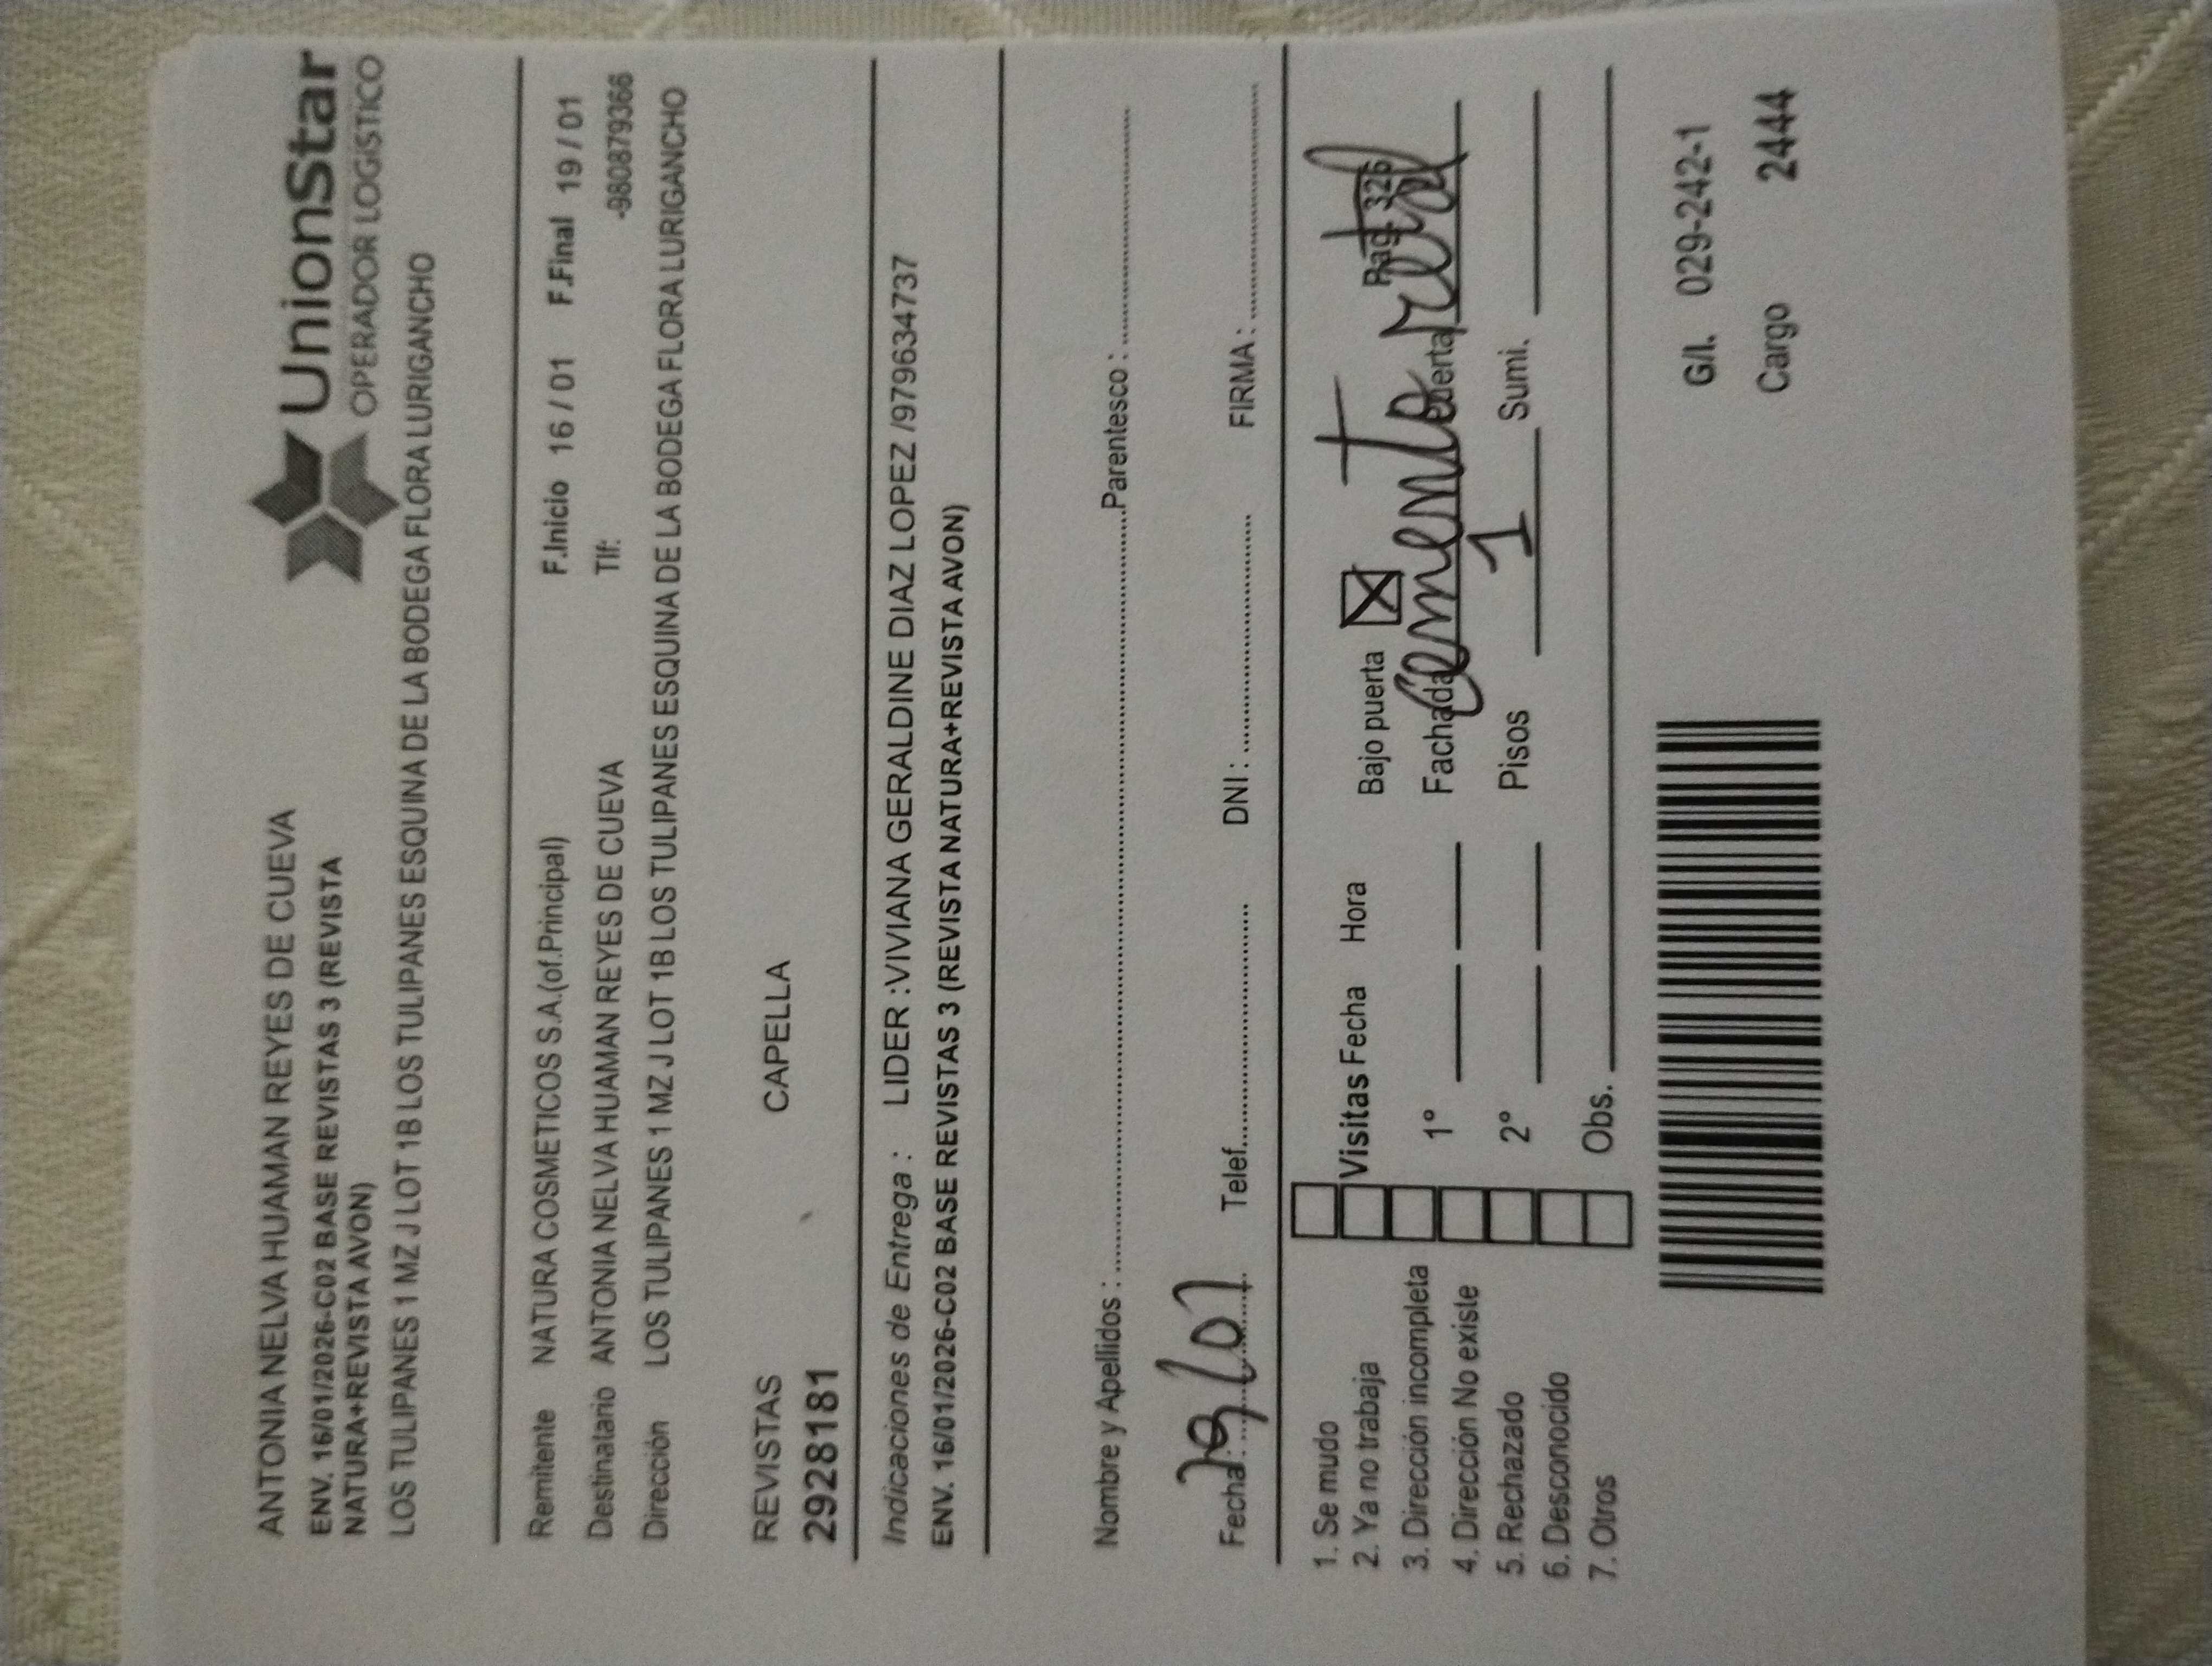 ANTONIA NELVA HUAMAN REYES DE CUEVA
ENV. 16/01/2026-C02 BASE REVISTAS 3 (REVISTA
NATURA+REVISTA AVON)
UnionStar
OPERADOR LOGISTICO
LOS TULIPANES 1 MZ J LOT 1B LOS TULIPANES ESQUINA DE LA BODEGA FLORA LURIGANCHO
Remitente NATURA COSMETICOS S.A.(of.Principal) F.Inicio 16 / 01 F.Final 19 / 01
Destinatario ANTONIA NELVA HUAMAN REYES DE CUEVA Tlf: -980879366
Dirección LOS TULIPANES 1 MZ J LOT 1B LOS TULIPANES ESQUINA DE LA BODEGA FLORA LURIGANCHO
REVISTAS CAPELLA
2928181
Indicaciones de Entrega : LIDER :VIVIANA GERALDINE DIAZ LOPEZ /979634737
ENV. 16/01/2026-C02 BASE REVISTAS 3 (REVISTA NATURA+REVISTA AVON)
Nombre y Apellidos : Parentesco :
Fecha : 19/01 Telef. DNI : FIRMA :
1. Se mudo
2. Ya no trabaja
3. Dirección incompleta
4. Dirección No existe
5. Rechazado
6. Desconocido
7. Otros
Visitas Fecha Hora Bajo puerta
1° Fachada Cemento Puerta metal
Rad. 326
2° Pisos 1 Sumi.
Obs.
G/I. 029-242-1
Cargo 2444